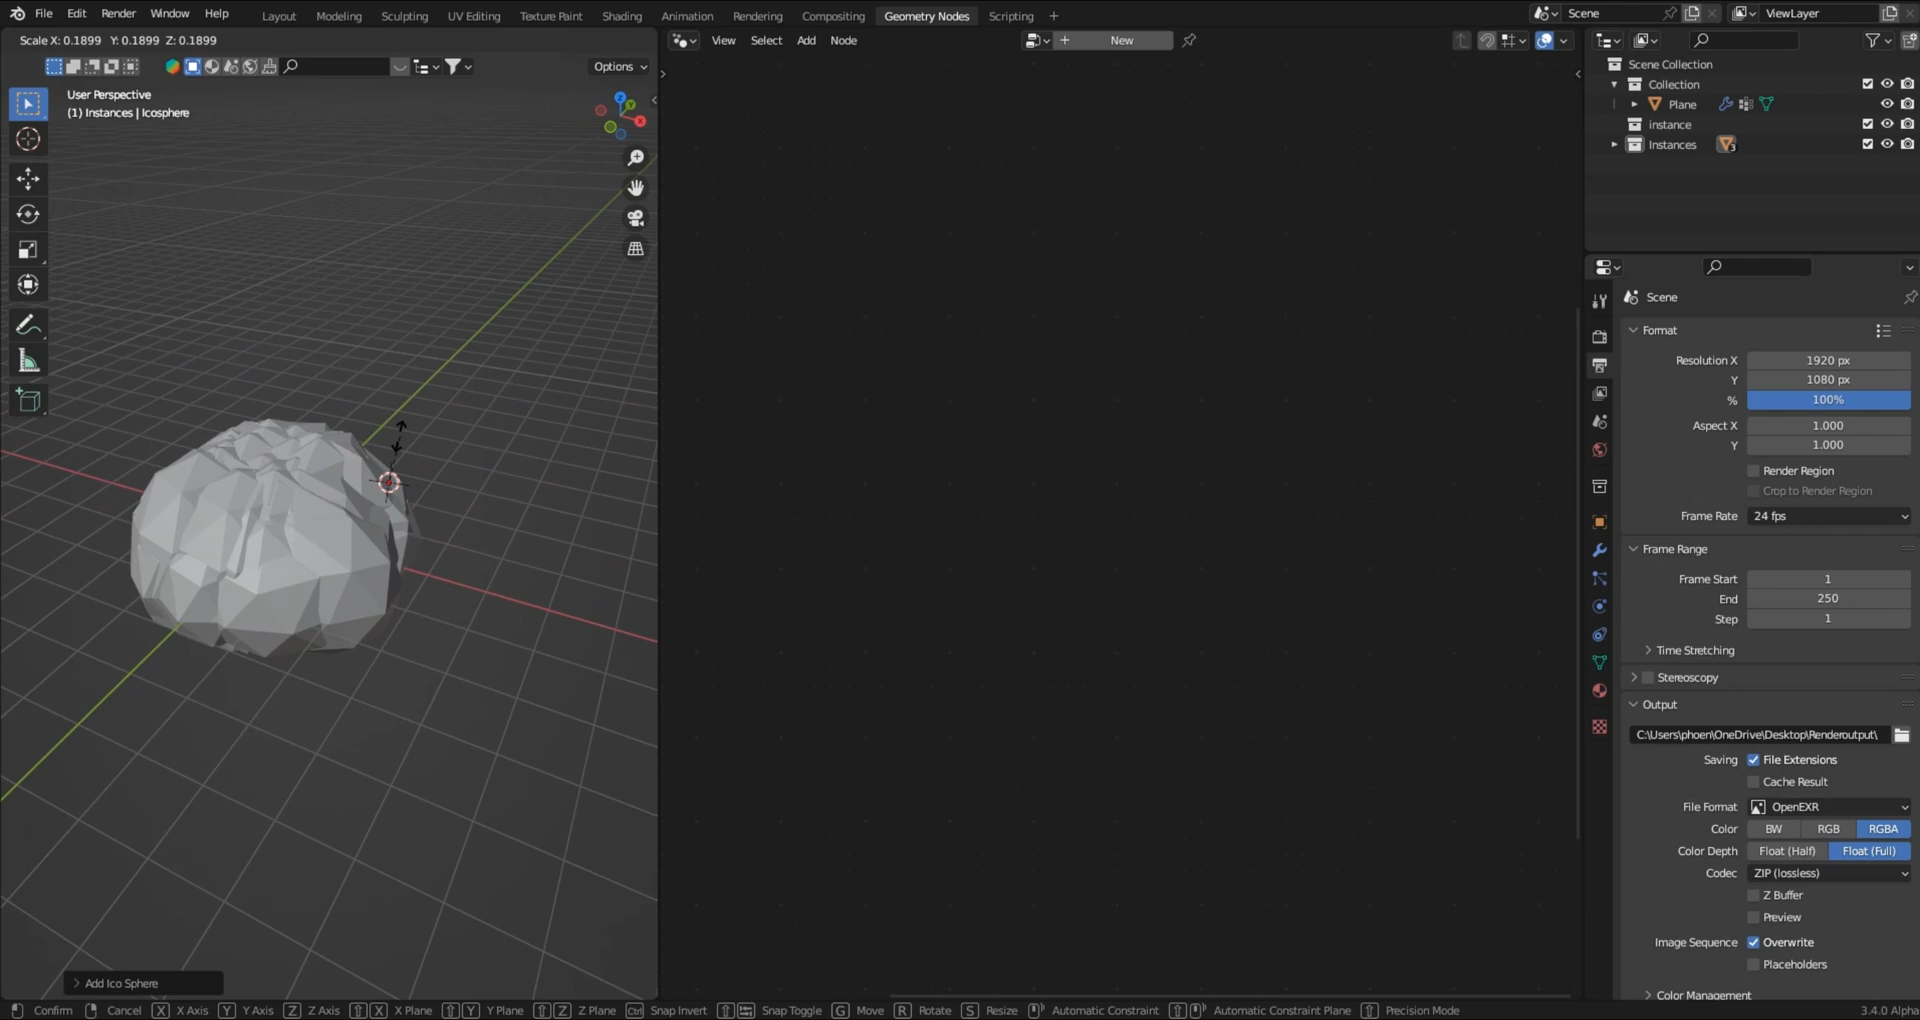 File Edit Render Window Help Layout Modeling Sculpting UV Editing Texture Paint Shading Animation Rendering Compositing Geometry Nodes Scripting + Scene ViewLayer
Scale X: 0.1899 Y: 0.1899 Z: 0.1899
View Select Add Node + New
Options
User Perspective
(1) Instances | Icosphere
Z
Y
X
Scene Collection
Collection
Plane
instance
Instances
3
Scene
Format
Resolution X 1920 px
Y 1080 px
% 100%
Aspect X 1.000
Y 1.000
Render Region
Crop to Render Region
Frame Rate 24 fps
Frame Range
Frame Start 1
End 250
Step 1
Time Stretching
Stereoscopy
Output
C:\Users\phoen\OneDrive\Desktop\Renderoutput\
Saving File Extensions
Cache Result
File Format OpenEXR
Color BW RGB RGBA
Color Depth Float (Half) Float (Full)
Codec ZIP (lossless)
Z Buffer
Preview
Image Sequence Overwrite
Placeholders
Color Management
Add Ico Sphere
Confirm Cancel X X Axis Y Y Axis Z Z Axis X X Plane Y Y Plane Z Z Plane Ctrl Snap Invert Snap Toggle G Move R Rotate S Resize Automatic Constraint Automatic Constraint Plane Precision Mode 3.4.0 Alpha